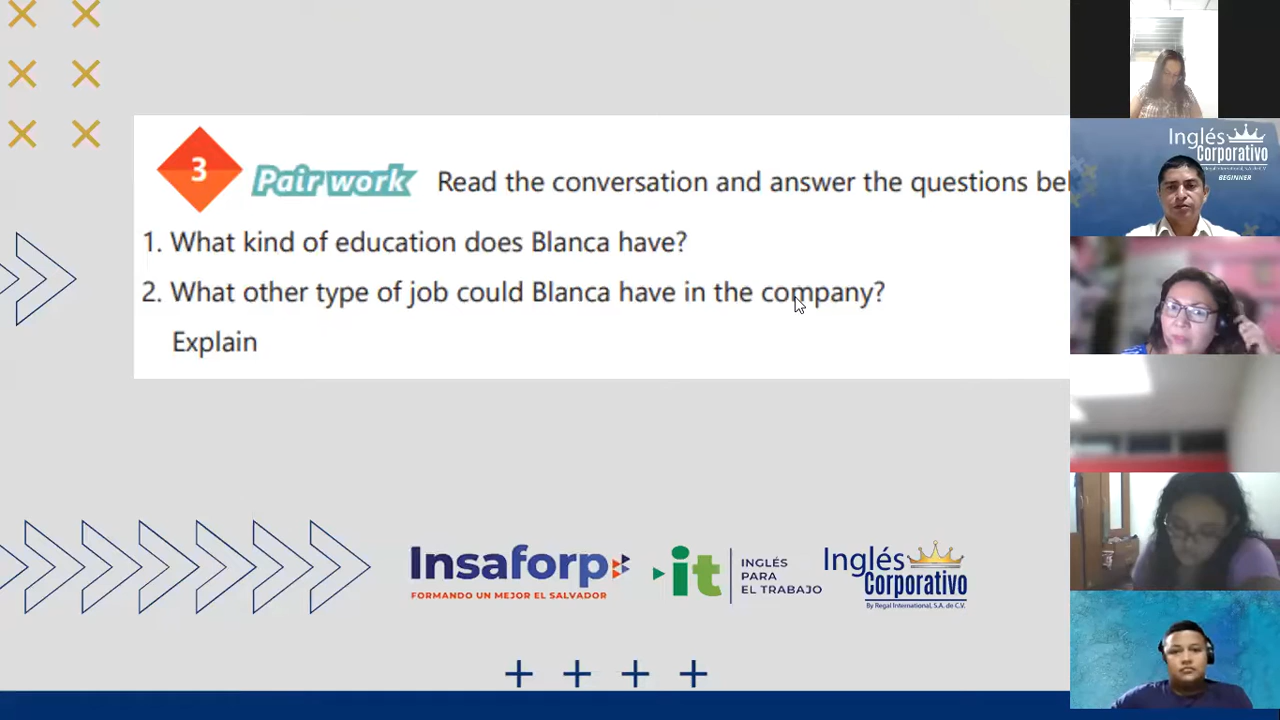 3 Pair work Read the conversation and answer the questions
1. What kind of education does Blanca have?
2. What other type of job could Blanca have in the company?
Explain
Insaforp
FORMANDO UN MEJOR EL SALVADOR
it
INGLÉS
PARA
EL TRABAJO
Inglés
Corporativo
By Regal International, S.A. de C.V.
Inglés
Corporativo
BEGINNER